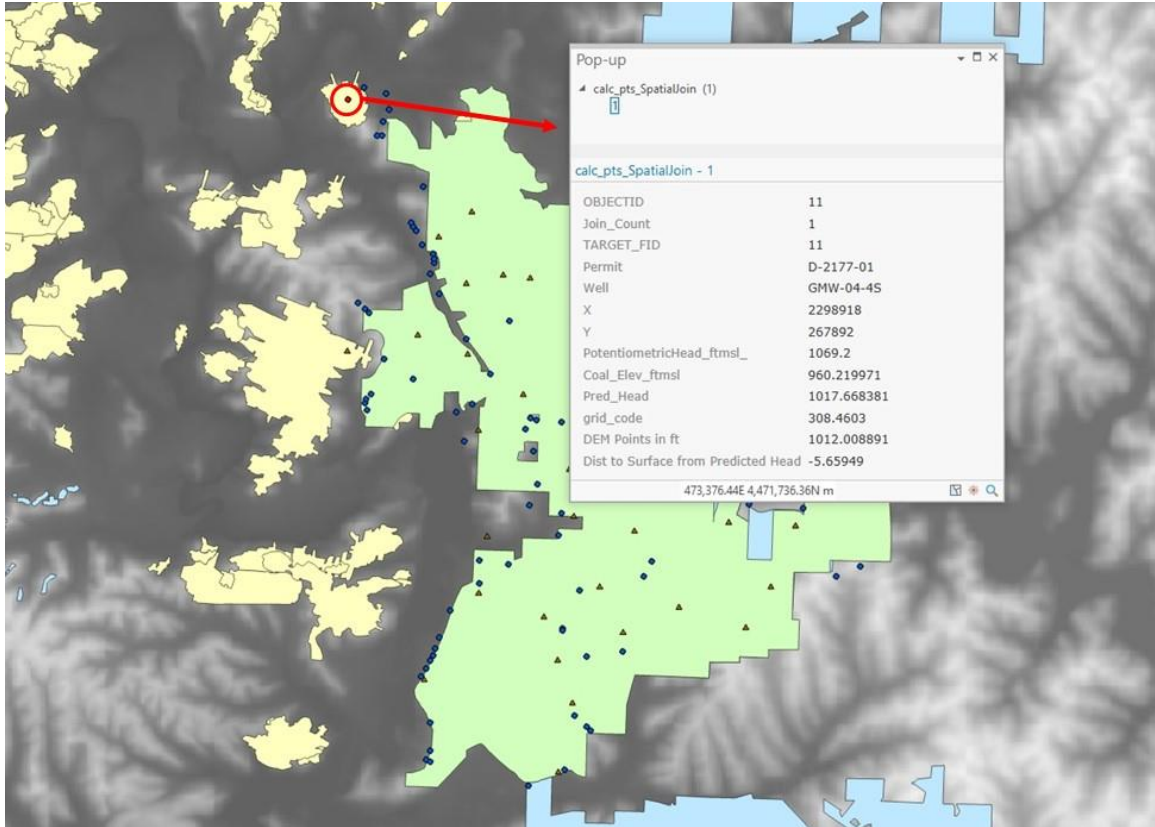 Pop-up
calc_pts_SpatialJoin (1)
1
calc_pts_SpatialJoin - 1
OBJECTID 11
Join_Count 1
TARGET_FID 11
Permit D-2177-01
Well GMW-04-4S
X 2298918
Y 267892
PotentiometricHead_ftmsl_ 1069.2
Coal_Elev_ftmsl 960.219971
Pred_Head 1017.668381
grid_code 308.4603
DEM Points in ft 1012.008891
Dist to Surface from Predicted Head -5.65949
473,376.44E 4,471,736.36N m